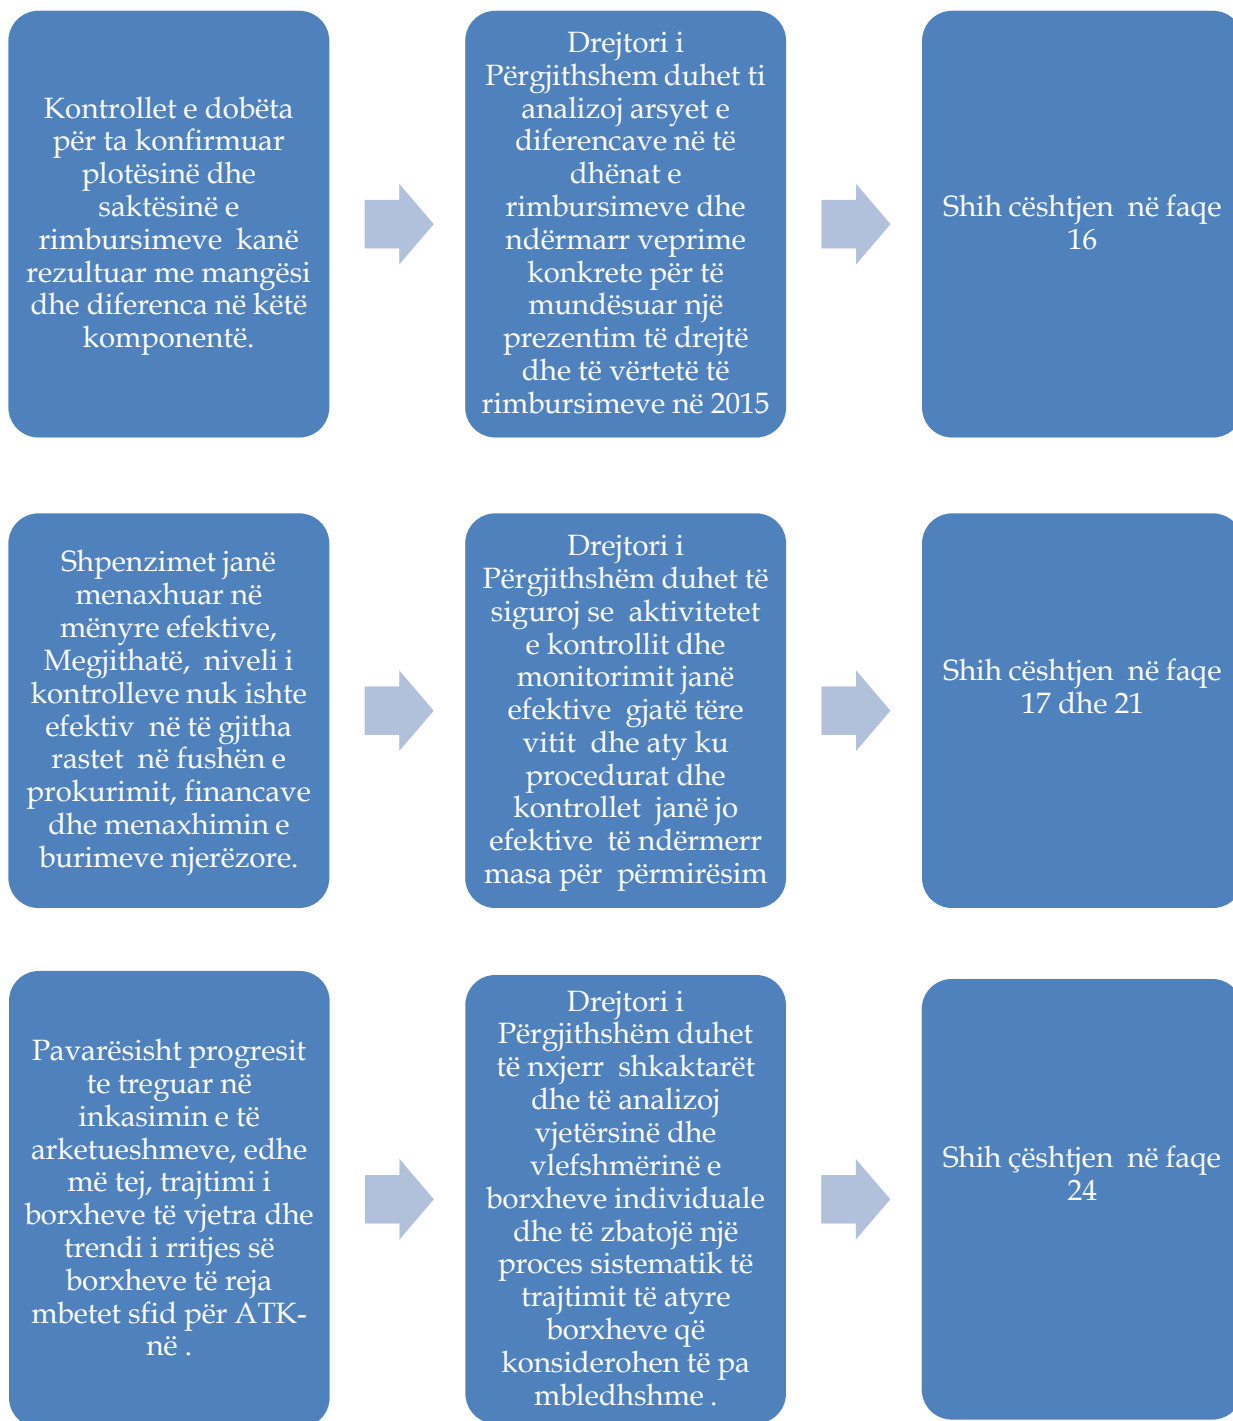 Kontrollet e dobëta
për ta konfirmuar
plotësinë dhe
saktësinë e
rimbursimeve kanë
rezultuar me mangësi
dhe diferenca në këtë
komponentë.
Drejtori i
Përgjithshem duhet ti
analizoj arsyet e
diferencave në të
dhënat e
rimbursimeve dhe
ndërmarr veprime
konkrete për të
mundësuar një
prezentim të drejtë
dhe të vërtetë të
rimbursimeve në 2015
Shih cështjen në faqe
16
Shpenzimet janë
menaxhuar në
mënyre efektive,
Megjithatë, niveli i
kontrolleve nuk ishte
efektiv në të gjitha
rastet në fushën e
prokurimit, financave
dhe menaxhimin e
burimeve njerëzore.
Drejtori i
Përgjithshëm duhet të
siguroj se aktivitetet
e kontrollit dhe
monitorimit janë
efektive gjatë tëre
vitit dhe aty ku
procedurat dhe
kontrollet janë jo
efektive të ndërmerr
masa për përmirësim
Shih cështjen në faqe
17 dhe 21
Pavarësisht progresit
te treguar në
inkasimin e të
arketueshmeve, edhe
më tej, trajtimi i
borxheve të vjetra dhe
trendi i rritjes së
borxheve të reja
mbetet sfid për ATK-
në .
Drejtori i
Përgjithshëm duhet
të nxjerr shkaktarët
dhe të analizoj
vjetërsinë dhe
vlefshmërinë e
borxheve individuale
dhe të zbatojë një
proces sistematik të
trajtimit të atyre
borxheve që
konsiderohen të pa
mbledhshme .
Shih çështjen në faqe
24